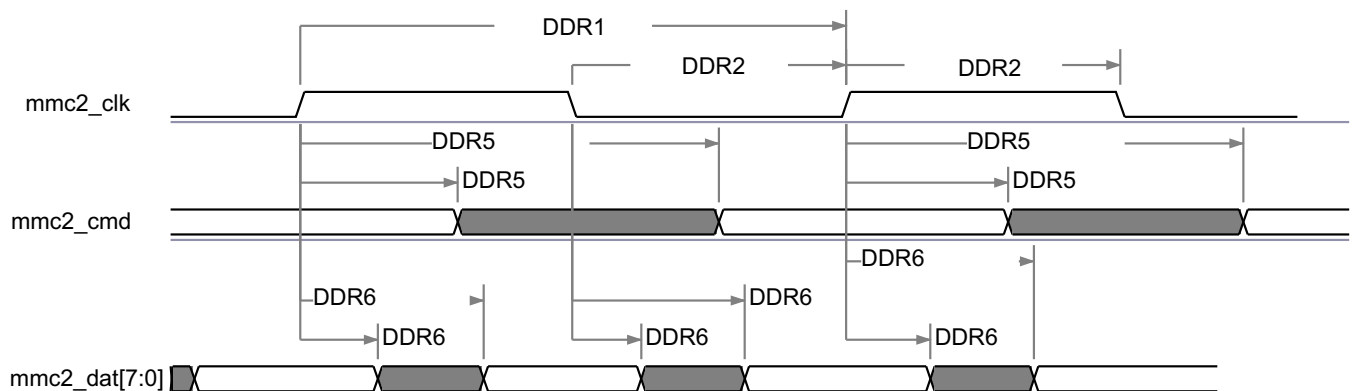 DDR1
DDR2 DDR2
mmc2_clk
DDR5 DDR5
DDR5 DDR5
mmc2_cmd
DDR6
DDR6 DDR6
DDR6 DDR6 DDR6
mmc2_dat[7:0]